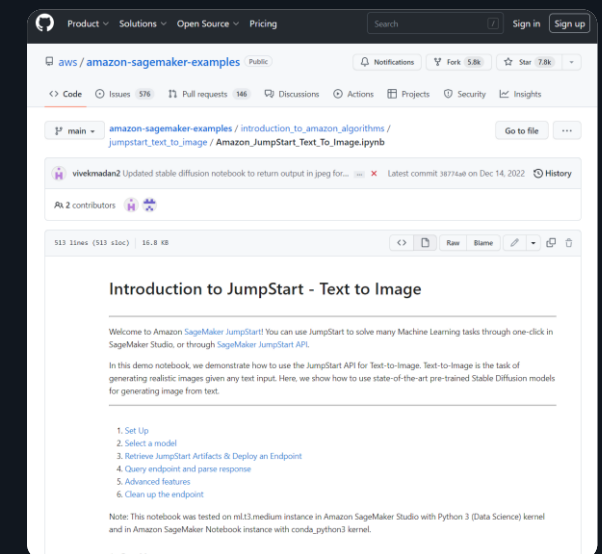 Product Solutions Open Source Pricing Search / Sign in Sign up
aws / amazon-sagemaker-examples Public Notifications Fork 5.8k Star 7.8k
Code Issues 576 Pull requests 146 Discussions Actions Projects Security Insights
main amazon-sagemaker-examples / introduction_to_amazon_algorithms / Go to file ...
jumpstart_text_to_image / Amazon_JumpStart_Text_To_Image.ipynb
vivekmadan2 Updated stable diffusion notebook to return output in jpeg for... ... Latest commit 38774a0 on Dec 14, 2022 History
2 contributors
513 lines (513 sloc) 16.8 KB <> Raw Blame
Introduction to JumpStart - Text to Image
Welcome to Amazon SageMaker JumpStart! You can use JumpStart to solve many Machine Learning tasks through one-click in
SageMaker Studio, or through SageMaker JumpStart API.
In this demo notebook, we demonstrate how to use the JumpStart API for Text-to-Image. Text-to-Image is the task of
generating realistic images given any text input. Here, we show how to use state-of-the-art pre-trained Stable Diffusion models
for generating image from text.
1. Set Up
2. Select a model
3. Retrieve JumpStart Artifacts & Deploy an Endpoint
4. Query endpoint and parse response
5. Advanced features
6. Clean up the endpoint
Note: This notebook was tested on ml.t3.medium instance in Amazon SageMaker Studio with Python 3 (Data Science) kernel
and in Amazon SageMaker Notebook instance with conda_python3 kernel.